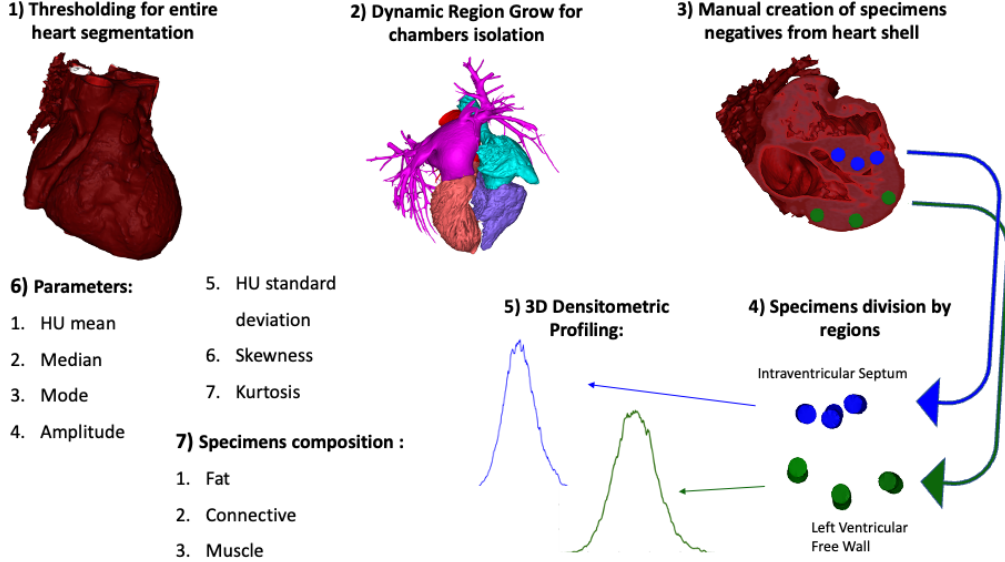 1) Thresholding for entire
heart segmentation
2) Dynamic Region Grow for
chambers isolation
3) Manual creation of specimens
negatives from heart shell
6) Parameters:
1. HU mean
2. Median
3. Mode
4. Amplitude
5. HU standard
deviation
6. Skewness
7. Kurtosis
7) Specimens composition :
1. Fat
2. Connective
3. Muscle
5) 3D Densitometric
Profiling:
4) Specimens division by
regions
Intraventricular Septum
Left Ventricular
Free Wall